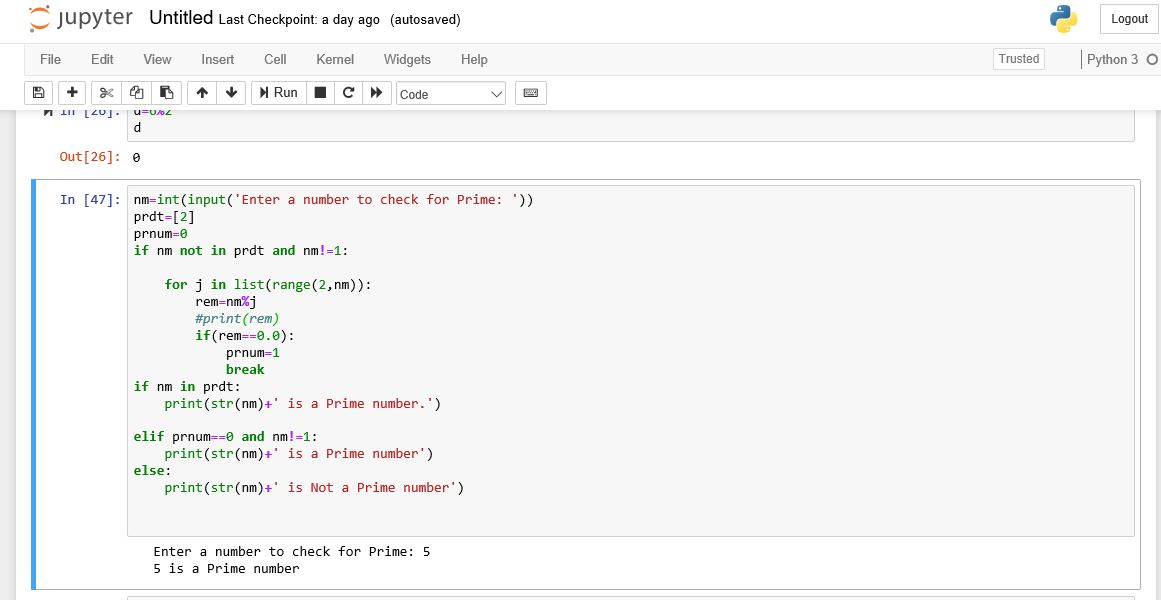 jupyter Untitled Last Checkpoint: a day ago (autosaved)
Logout
File Edit View Insert Cell Kernel Widgets Help Trusted Python 3
Run Code
In [26]: d=6%2
d
Out[26]: 0
In [47]: nm=int(input('Enter a number to check for Prime: '))
prdt=[2]
prnum=0
if nm not in prdt and nm!=1:
for j in list(range(2,nm)):
rem=nm%j
#print(rem)
if(rem==0.0):
prnum=1
break
if nm in prdt:
print(str(nm)+' is a Prime number.')
elif prnum==0 and nm!=1:
print(str(nm)+' is a Prime number')
else:
print(str(nm)+' is Not a Prime number')
Enter a number to check for Prime: 5
5 is a Prime number